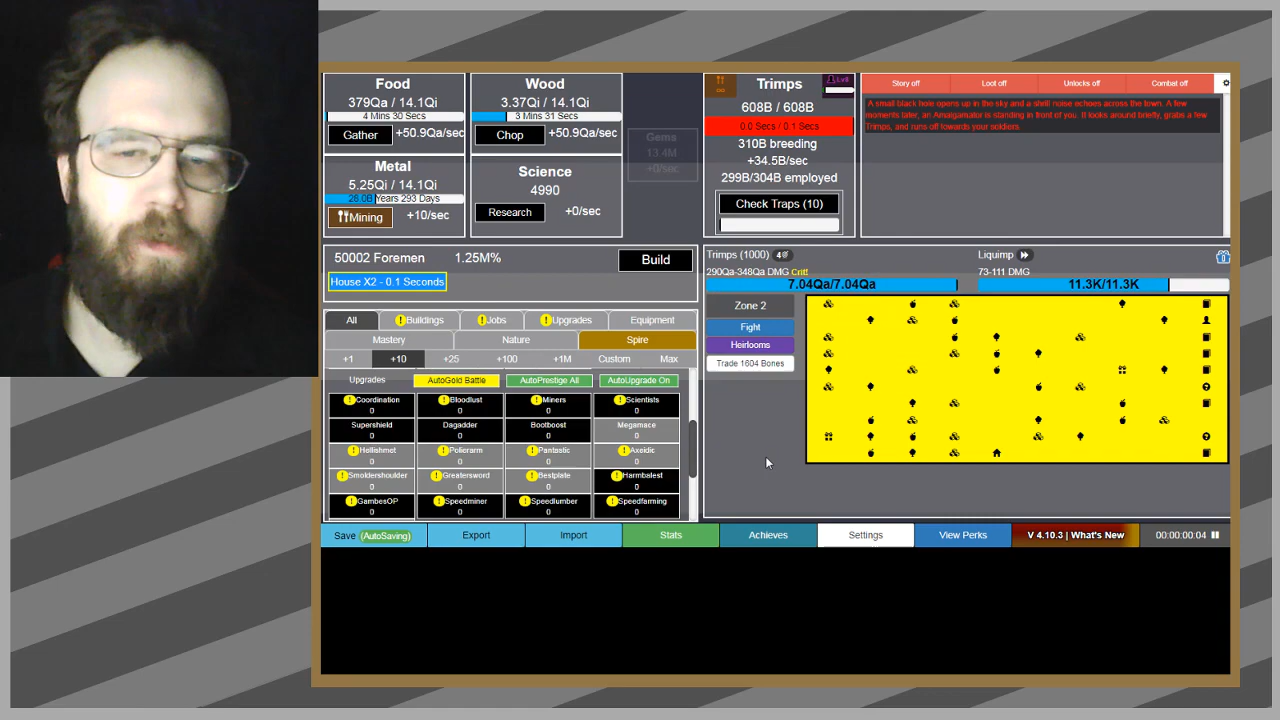 Food
379Qa / 14.1Qi
4 Mins 30 Secs
Gather
+50.9Qa/sec
Wood
3.37Qi / 14.1Qi
3 Mins 31 Secs
Chop
+50.9Qa/sec
Gems
13.4M
+0/sec
Metal
5.25Qi / 14.1Qi
Years 293 Days
Mining
+10/sec
Science
4990
Research
+0/sec
Trimps
608B / 608B
0.0 Secs / 0.1 Secs
310B breeding
+34.5B/sec
299B/304B employed
Check Traps (10)
Story off
Loot off
Unlocks off
Combat off
A small black hole opens up in the sky and a shrill noise echoes across the town. A few
moments later, an Amalgamator is standing in front of you. It looks around briefly, grabs a few
Trimps, and runs off towards your soldiers.
50002 Foremen
1.25M%
Build
House X2 - 0.1 Seconds
All
Buildings
Jobs
Upgrades
Equipment
Mastery
Nature
Spire
+1
+10
+25
+100
+1M
Custom
Max
Upgrades
AutoGold Battle
AutoPrestige All
AutoUpgrade On
Coordination
0
Bloodlust
0
Miners
0
Scientists
0
Supershield
0
Dagadder
0
Bootboost
0
Megamace
0
Hellishmet
0
Policrarm
0
Pantastic
0
Axeidic
0
Smoldershoulder
0
Greatersword
0
Bestplate
0
Harmbalest
0
GambesOP
0
Speedminer
0
Speedlumber
0
Speedfarming
0
Trimps (1000)
290Qa-348Qa DMG Crit!
7.04Qa/7.04Qa
Liquimp
73-111 DMG
11.3K/11.3K
Zone 2
Fight
Heirlooms
Trade 1604 Bones
Save (AutoSaving)
Export
Import
Stats
Achieves
Settings
View Perks
V 4.10.3 | What's New
00:00:00:04